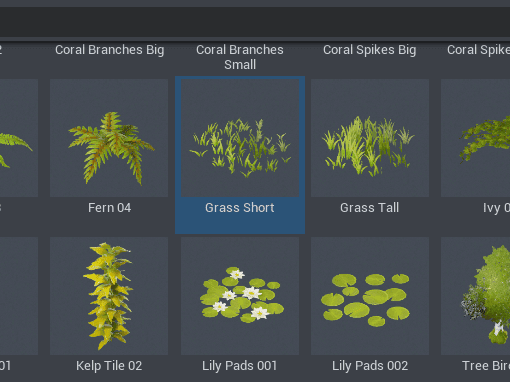 2
Coral Branches Big
Coral Branches
Small
Coral Spikes Big
Coral Spike
3
Fern 04
Grass Short
Grass Tall
Ivy 0
01
Kelp Tile 02
Lily Pads 001
Lily Pads 002
Tree Bir